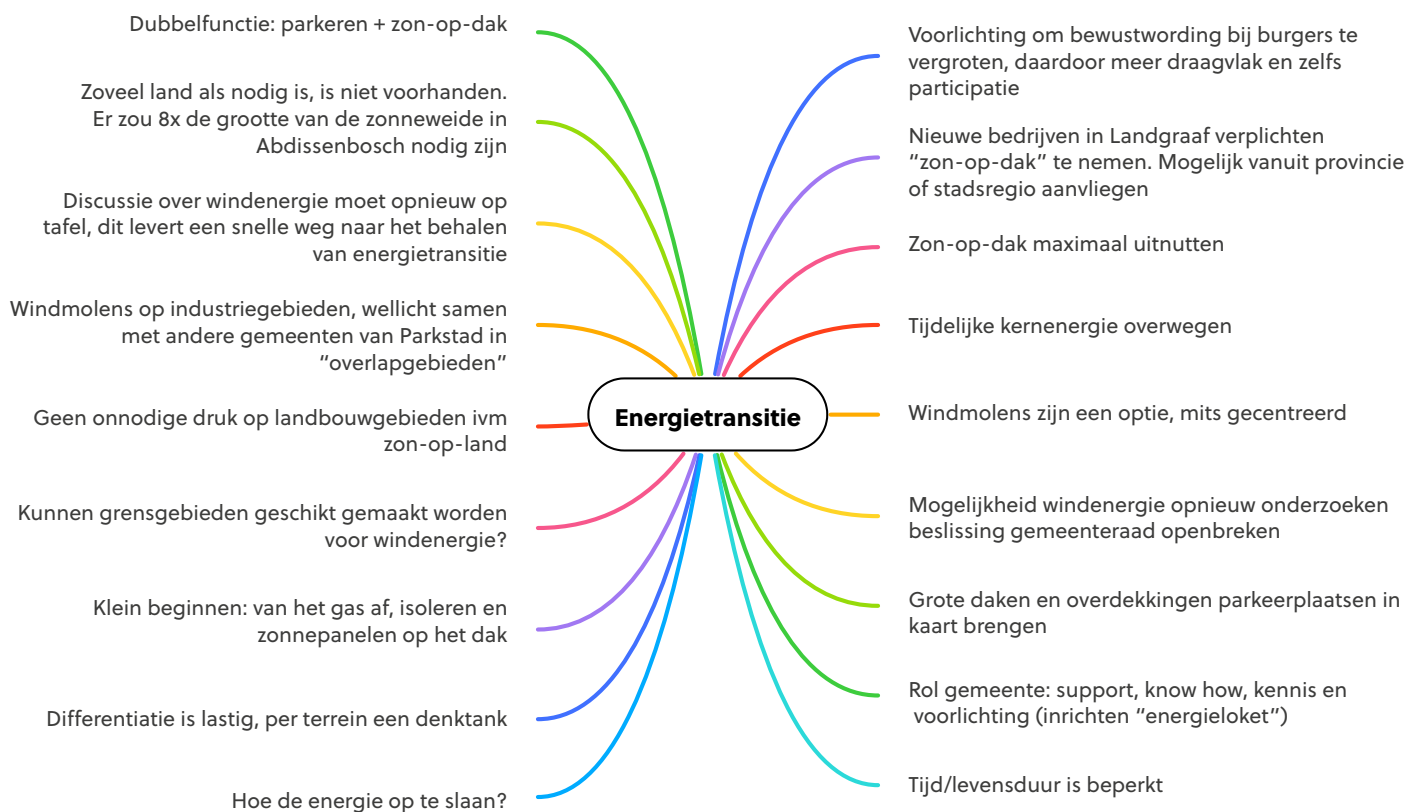 Dubbelfunctie: parkeren + zon-op-dak
Zoveel land als nodig is, is niet voorhanden.
Er zou 8x de grootte van de zonneweide in
Abdissenbosch nodig zijn
Discussie over windenergie moet opnieuw op
tafel, dit levert een snelle weg naar het behalen
van energietransitie
Windmolens op industriegebieden, wellicht samen
met andere gemeenten van Parkstad in
“overlapgebieden”
Geen onnodige druk op landbouwgebieden ivm
zon-op-land
Kunnen grensgebieden geschikt gemaakt worden
voor windenergie?
Klein beginnen: van het gas af, isoleren en
zonnepanelen op het dak
Differentiatie is lastig, per terrein een denktank
Hoe de energie op te slaan?
Energietransitie
Voorlichting om bewustwording bij burgers te
vergroten, daardoor meer draagvlak en zelfs
participatie
Nieuwe bedrijven in Landgraaf verplichten
“zon-op-dak” te nemen. Mogelijk vanuit provincie
of stadsregio aanvliegen
Zon-op-dak maximaal uitnutten
Tijdelijke kernenergie overwegen
Windmolens zijn een optie, mits gecentreerd
Mogelijkheid windenergie opnieuw onderzoeken
beslissing gemeenteraad openbreken
Grote daken en overdekkingen parkeerplaatsen in
kaart brengen
Rol gemeente: support, know how, kennis en
voorlichting (inrichten “energieloket”)
Tijd/levensduur is beperkt